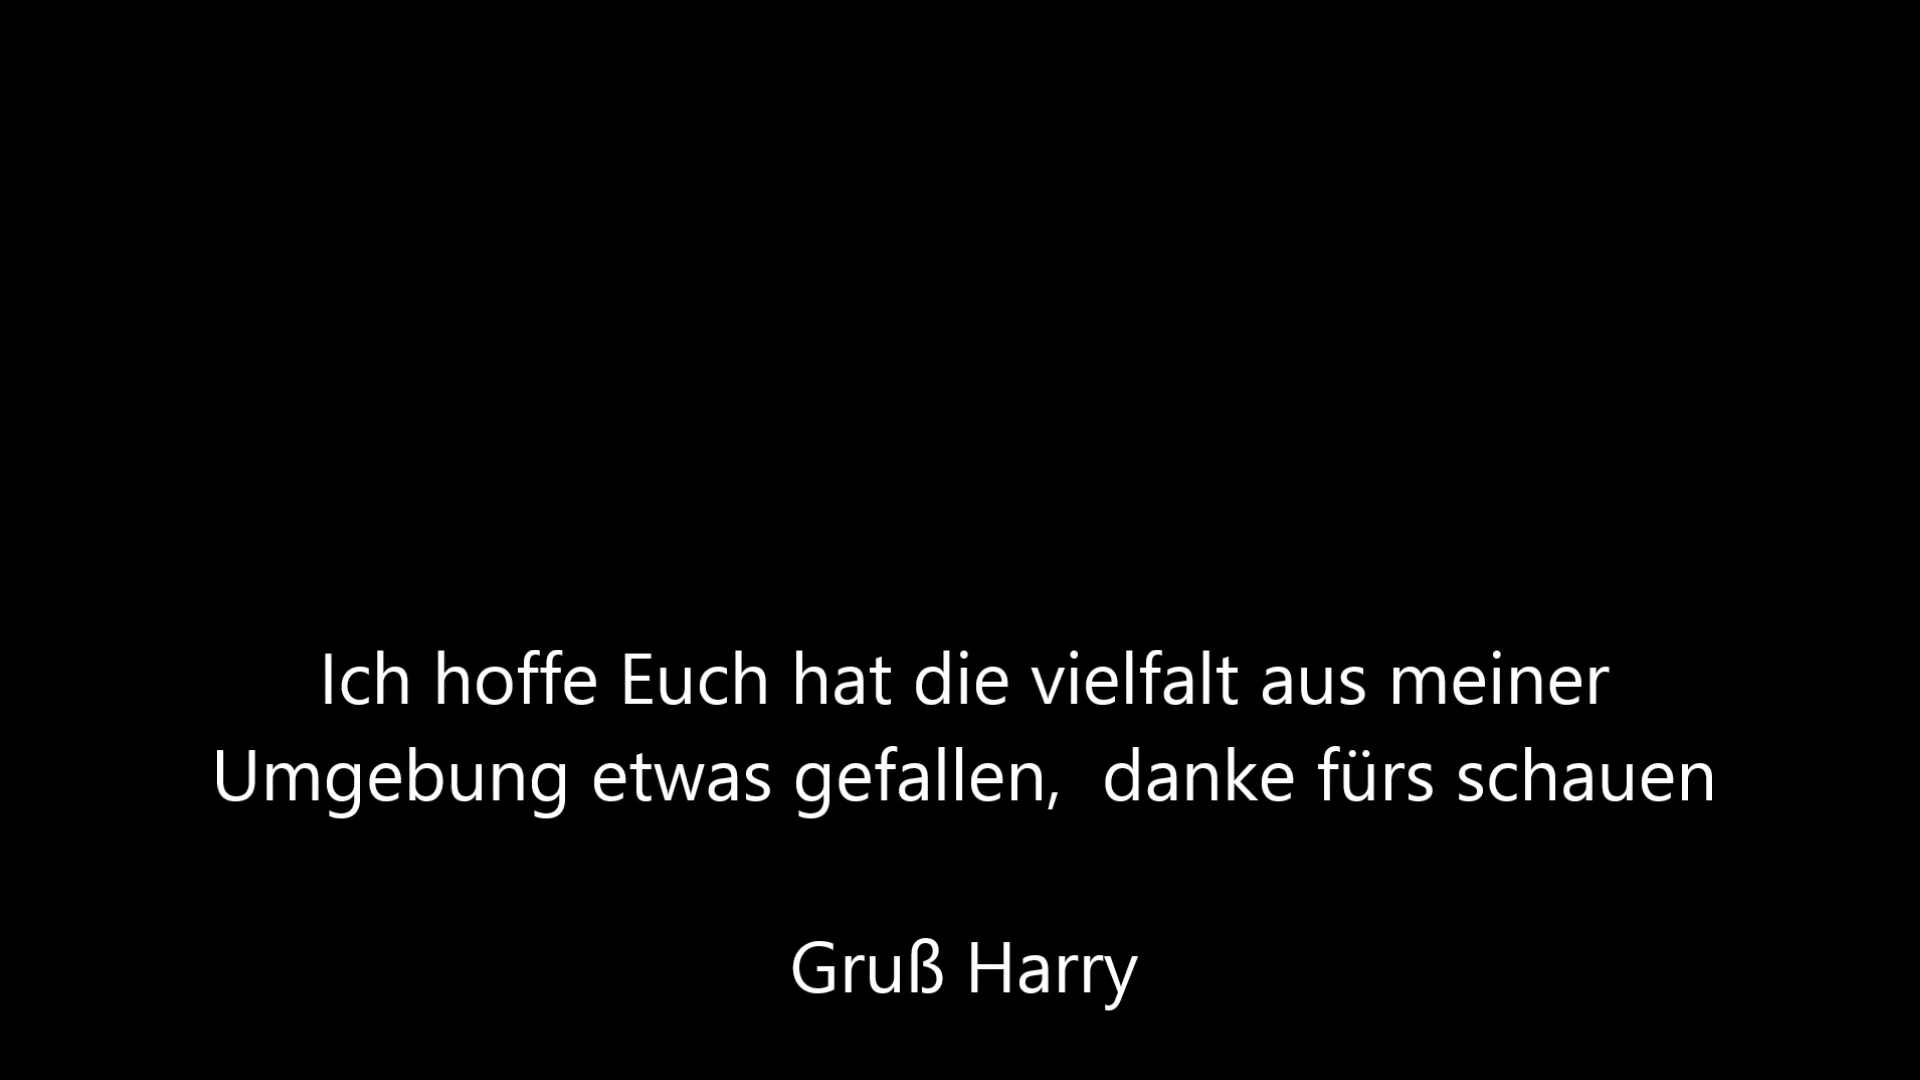 Ich hoffe Euch hat die vielfalt aus meiner
Umgebung etwas gefallen,  danke fürs schauen
Gruß Harry